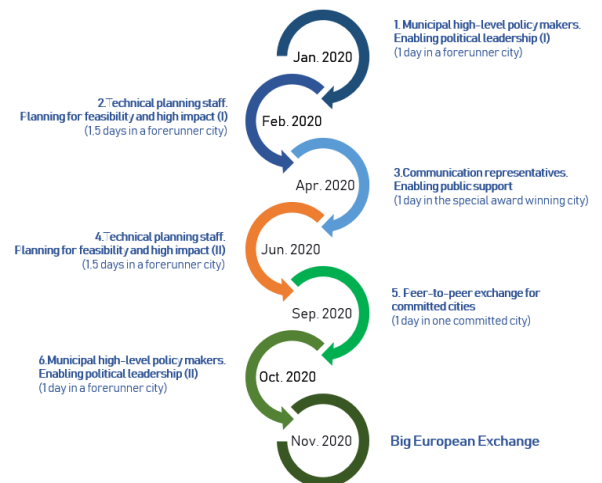 Jan. 2020
1. Municipal high-level policy makers.
Enabling political leadership (I)
(1 day in a forerunner city)
2.Technical planning staff.
Planning for feasibility and high impact (I)
(1,5 days in a forerunner city)
Feb. 2020
Apr. 2020
3.Communication representatives.
Enabling public support
(1 day in the special award winning city)
4.Technical planning staff.
Planning for feasibility and high impact (II)
(1,5 days in a forerunner city)
Jun. 2020
Sep. 2020
5. Peer-to-peer exchange for
committed cities
(1 day in one committed city)
6.Municipal high-level policy makers.
Enabling political leadership (II)
(1 day in a forerunner city)
Oct. 2020
Nov. 2020
Big European Exchange